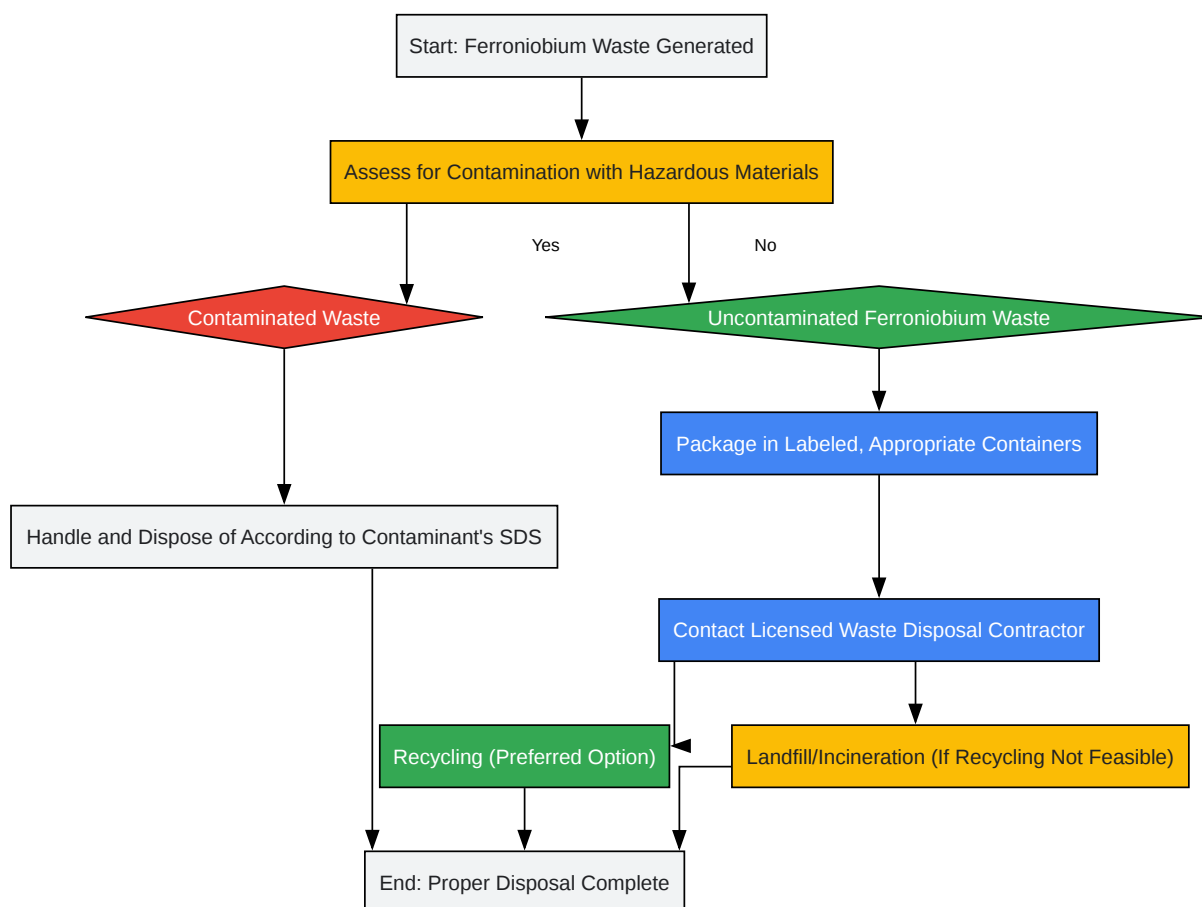 Start: Ferroniobium Waste Generated
Assess for Contamination with Hazardous Materials
Yes
No
Contaminated Waste
Uncontaminated Ferroniobium Waste
Package in Labeled, Appropriate Containers
Handle and Dispose of According to Contaminant's SDS
Contact Licensed Waste Disposal Contractor
Recycling (Preferred Option)
Landfill/Incineration (If Recycling Not Feasible)
End: Proper Disposal Complete